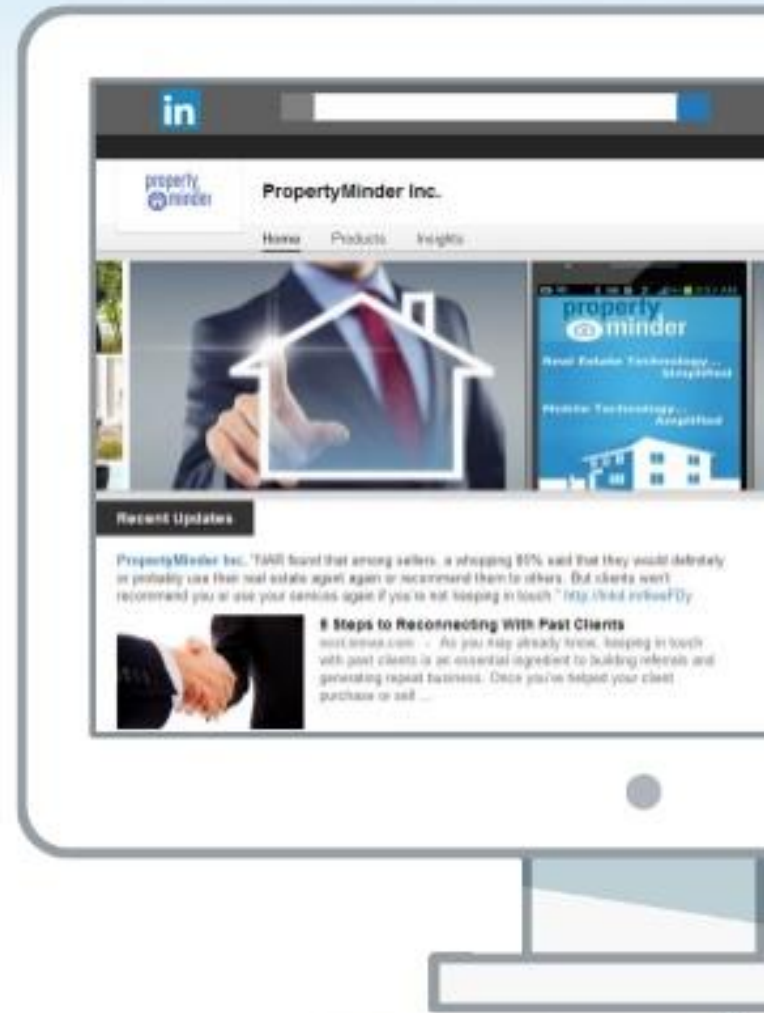 in
property
minder
PropertyMinder Inc.
Home Products Insights
property
minder
Real Estate Technology...
Simplified
Mobile Technology...
Amplified
Recent Updates
PropertyMinder Inc. "NAR found that among sellers, a whopping 85% said that they would definitely
or probably use their real estate agent again or recommend them to others. But clients won't
recommend you or use your services again if you're not keeping in touch."
Steps to Reconnecting With Past Clients
As you may already know, keeping in touch
with past clients is an essential ingredient to building referrals and
generating repeat business. Once you've helped your client
purchase or sell ...